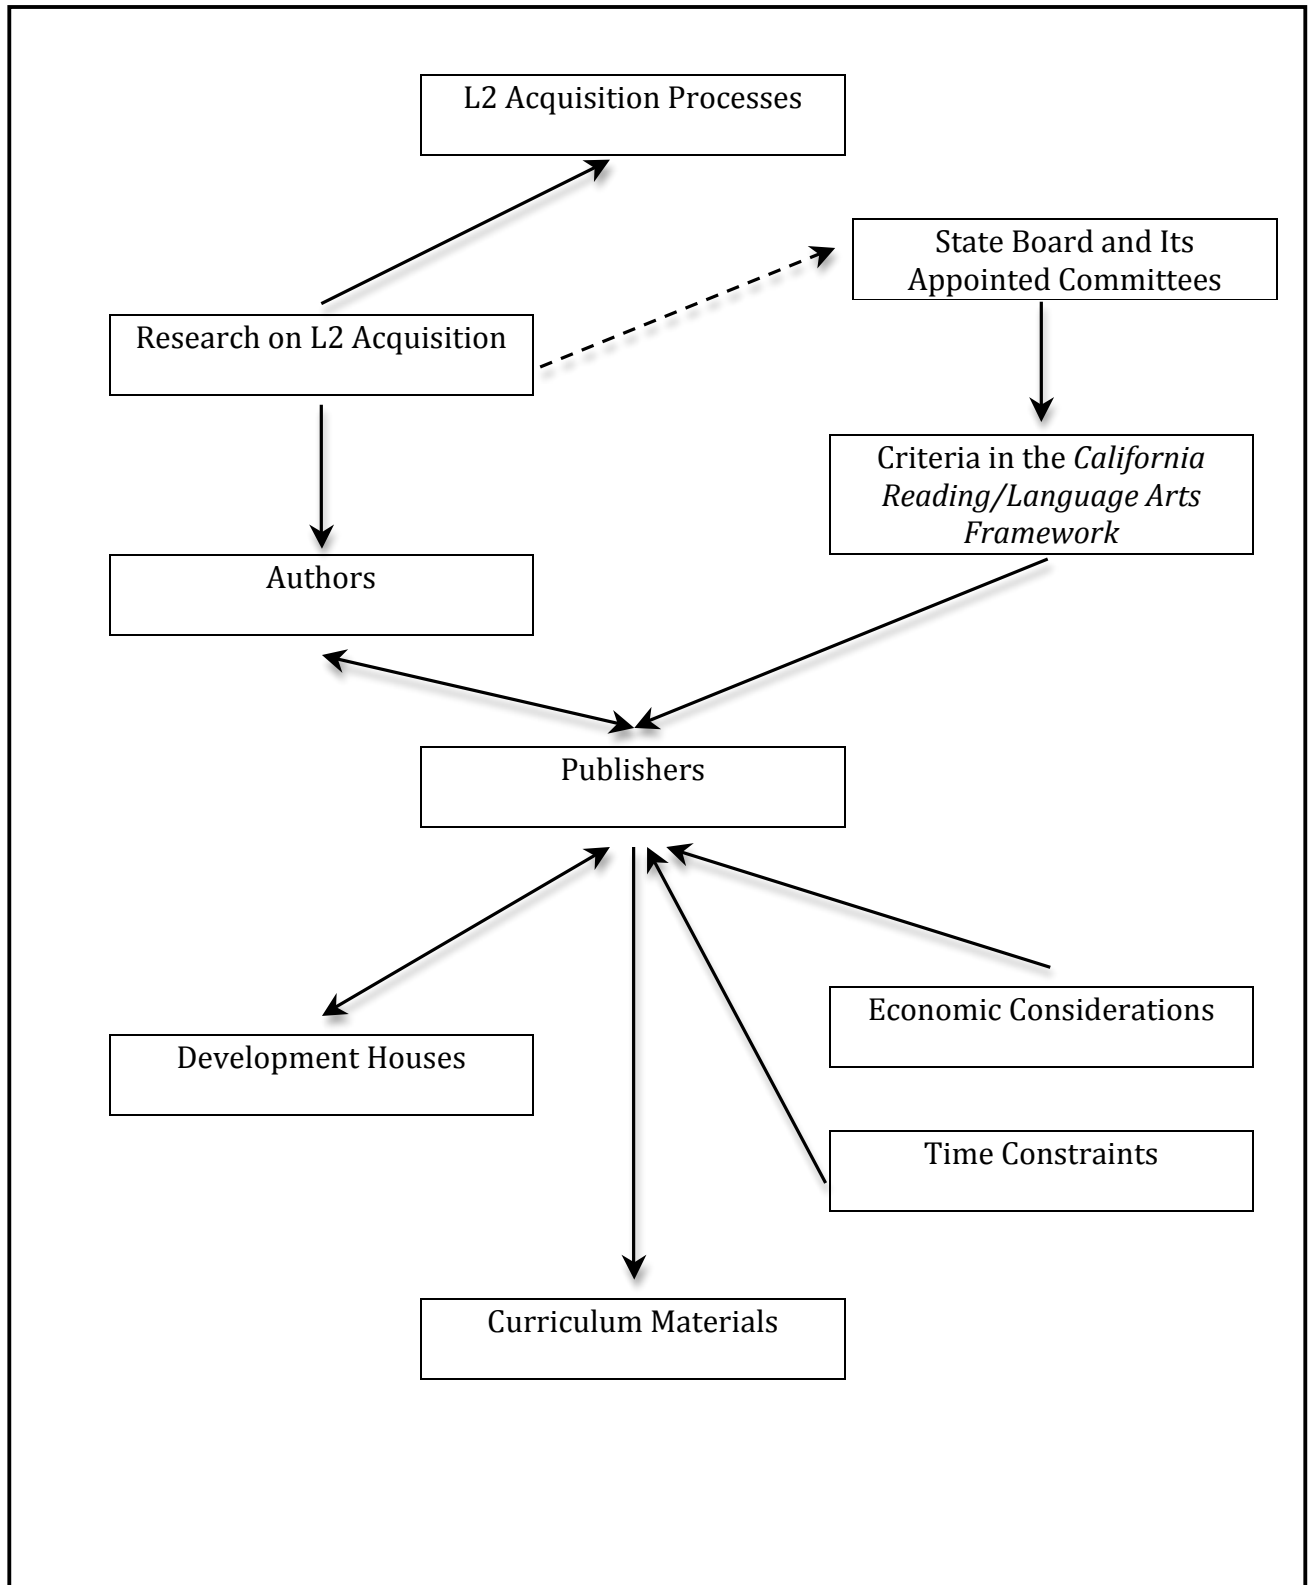 L2 Acquisition Processes
State Board and Its
Appointed Committees
Research on L2 Acquisition
Criteria in the California
Reading/Language Arts
Framework
Authors
Publishers
Economic Considerations
Development Houses
Time Constraints
Curriculum Materials